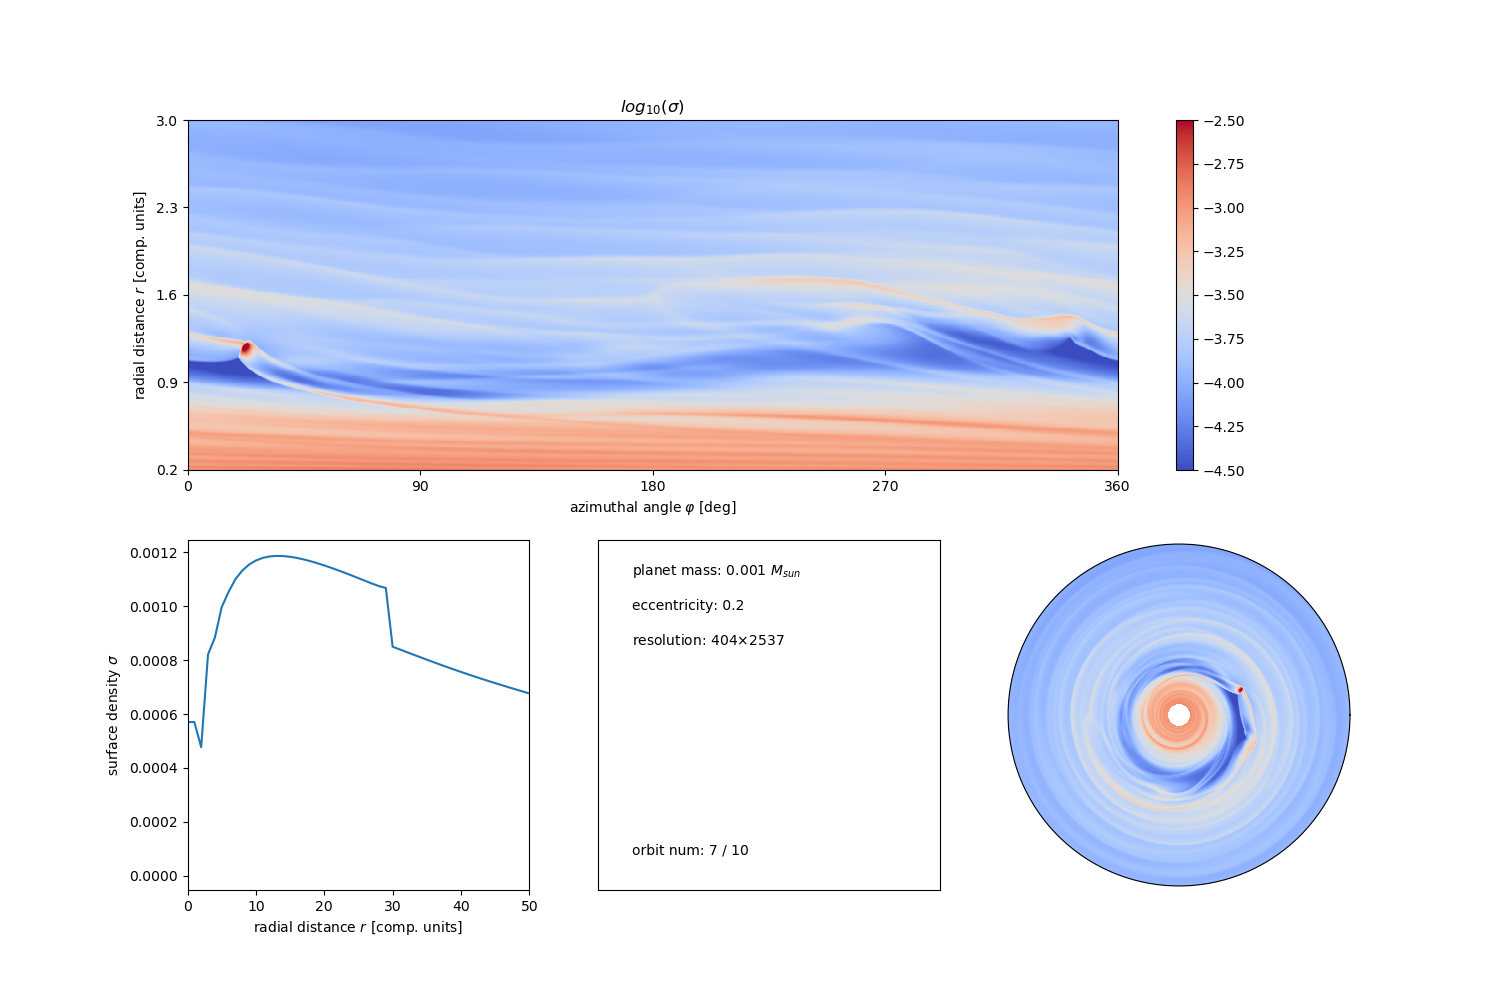 log₁₀(σ)
3.0
2.3
1.6
0.9
0.2
radial distance r [comp. units]
0 90 180 270 360
azimuthal angle φ [deg]
−2.50
−2.75
−3.00
−3.25
−3.50
−3.75
−4.00
−4.25
−4.50
0.0012
0.0010
0.0008
0.0006
0.0004
0.0002
0.0000
surface density σ
0 10 20 30 40 50
radial distance r [comp. units]
planet mass: 0.001 M_sun
eccentricity: 0.2
resolution: 404×2537
orbit num: 7 / 10